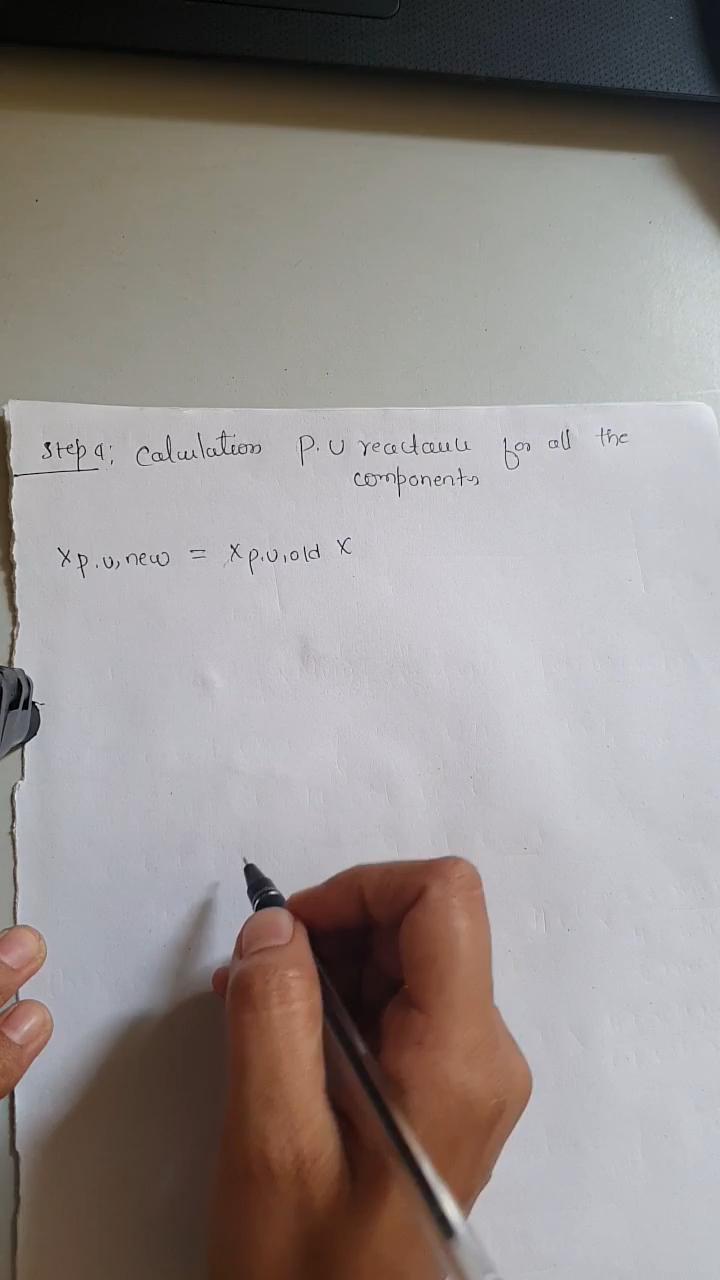 Step 4: Calculation P.U reactance for all the
components
Xp.u,new = Xp.u,old X